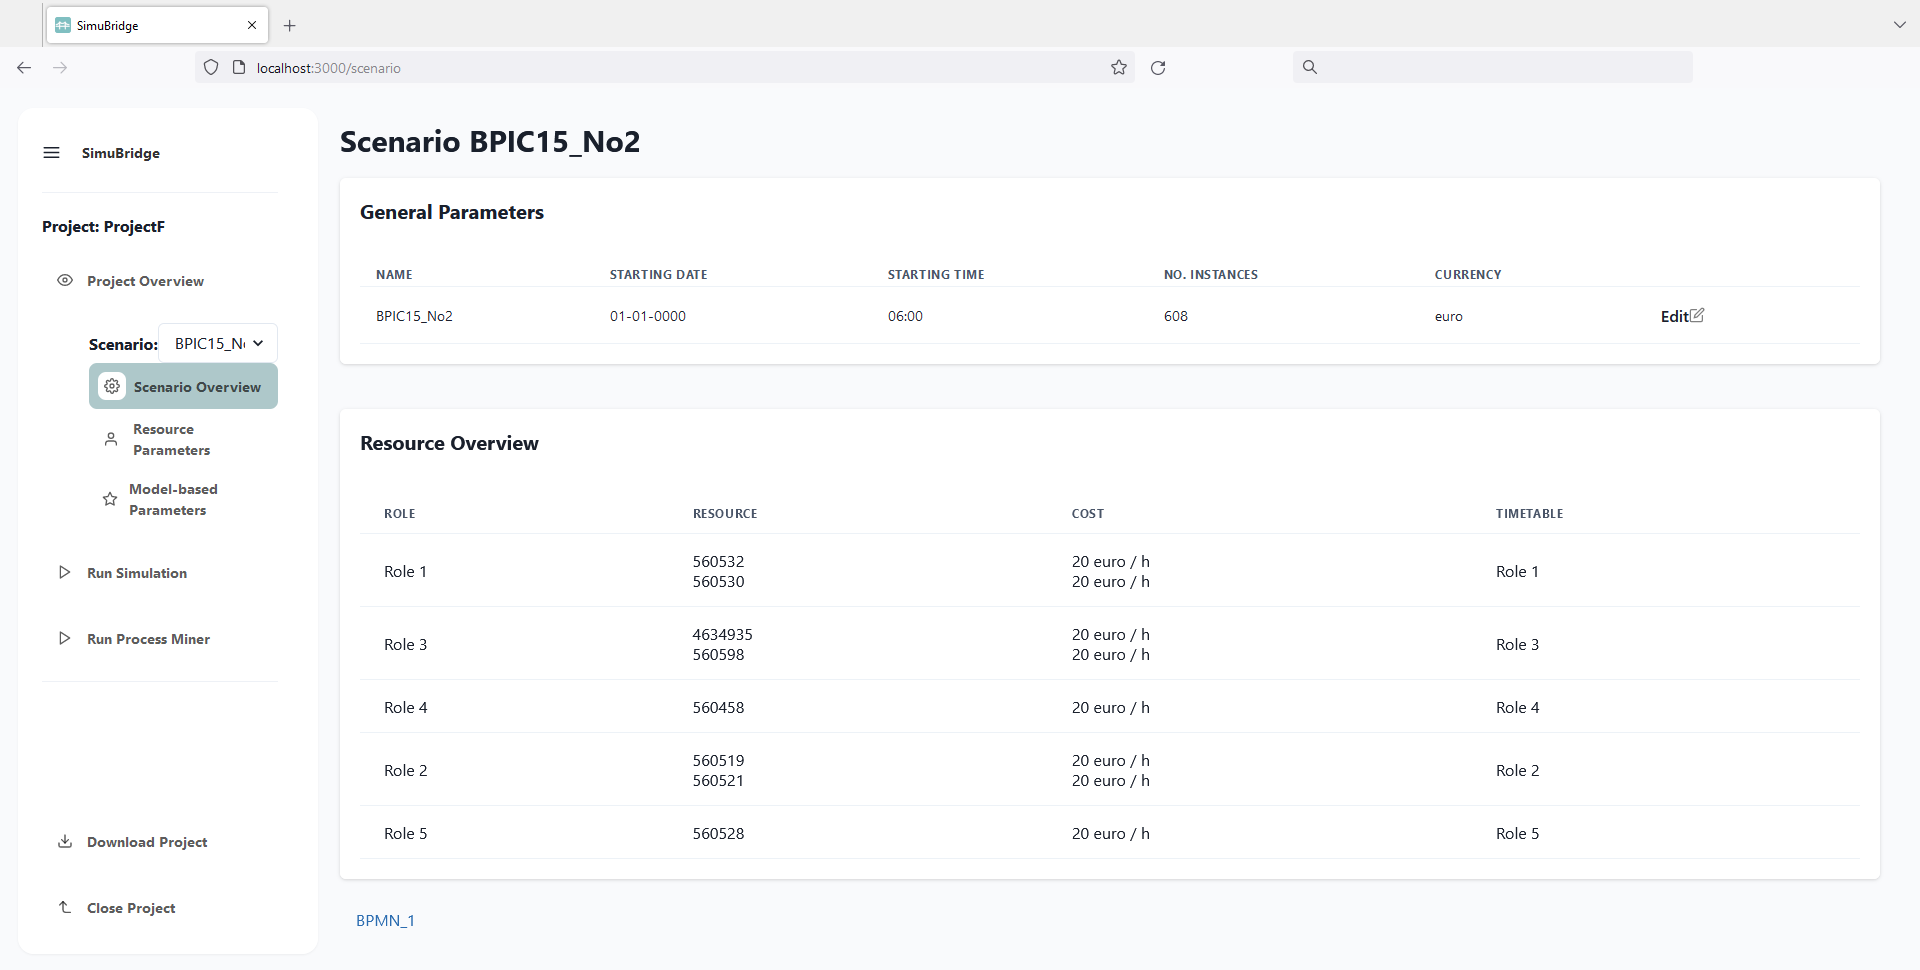 SimuBridge
localhost:3000/scenario
SimuBridge
Project: ProjectF
Project Overview
Scenario: BPIC15_N
Scenario Overview
Resource
Parameters
Model-based
Parameters
Run Simulation
Run Process Miner
Download Project
Close Project
Scenario BPIC15_No2
General Parameters
NAME STARTING DATE STARTING TIME NO. INSTANCES CURRENCY
BPIC15_No2 01-01-0000 06:00 608 euro Edit
Resource Overview
ROLE RESOURCE COST TIMETABLE
Role 1 560532 20 euro / h Role 1
560530 20 euro / h
Role 3 4634935 20 euro / h Role 3
560598 20 euro / h
Role 4 560458 20 euro / h Role 4
Role 2 560519 20 euro / h Role 2
560521 20 euro / h
Role 5 560528 20 euro / h Role 5
BPMN_1